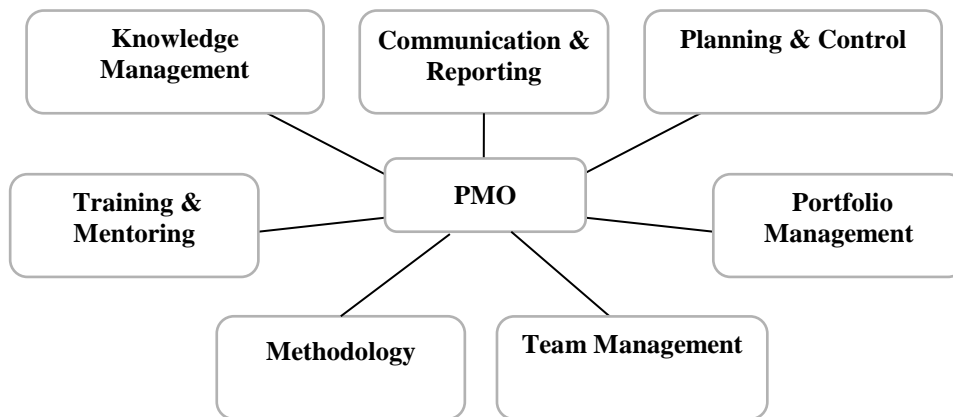 Knowledge
Management
Communication &
Reporting
Planning & Control
Training &
Mentoring
PMO
Portfolio
Management
Methodology
Team Management